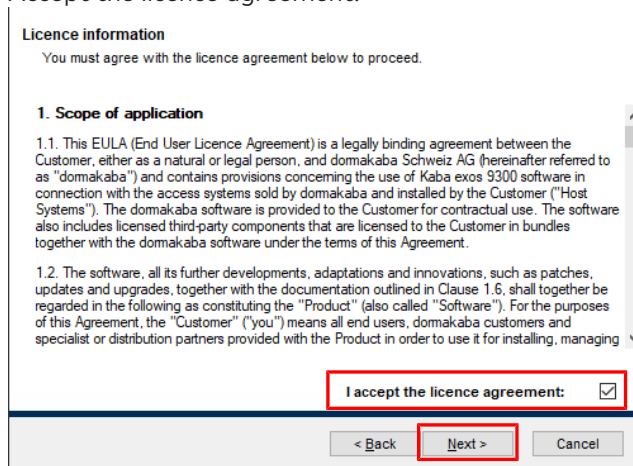 Accept the licence agreement.
Licence information
You must agree with the licence agreement below to proceed.
1. Scope of application
1.1. This EULA (End User Licence Agreement) is a legally binding agreement between the
Customer, either as a natural or legal person, and dormakaba Schweiz AG (hereinafter referred to
as "dormakaba") and contains provisions concerning the use of Kaba exos 9300 software in
connection with the access systems sold by dormakaba and installed by the Customer ("Host
Systems"). The dormakaba software is provided to the Customer for contractual use. The software
also includes licensed third-party components that are licensed to the Customer in bundles
together with the dormakaba software under the terms of this Agreement.
1.2. The software, all its further developments, adaptations and innovations, such as patches,
updates and upgrades, together with the documentation outlined in Clause 1.6, shall together be
regarded in the following as constituting the "Product" (also called "Software"). For the purposes
of this Agreement, the "Customer" ("you") means all end users, dormakaba customers and
specialist or distribution partners provided with the Product in order to use it for installing, managing
I accept the licence agreement:
< Back Next > Cancel